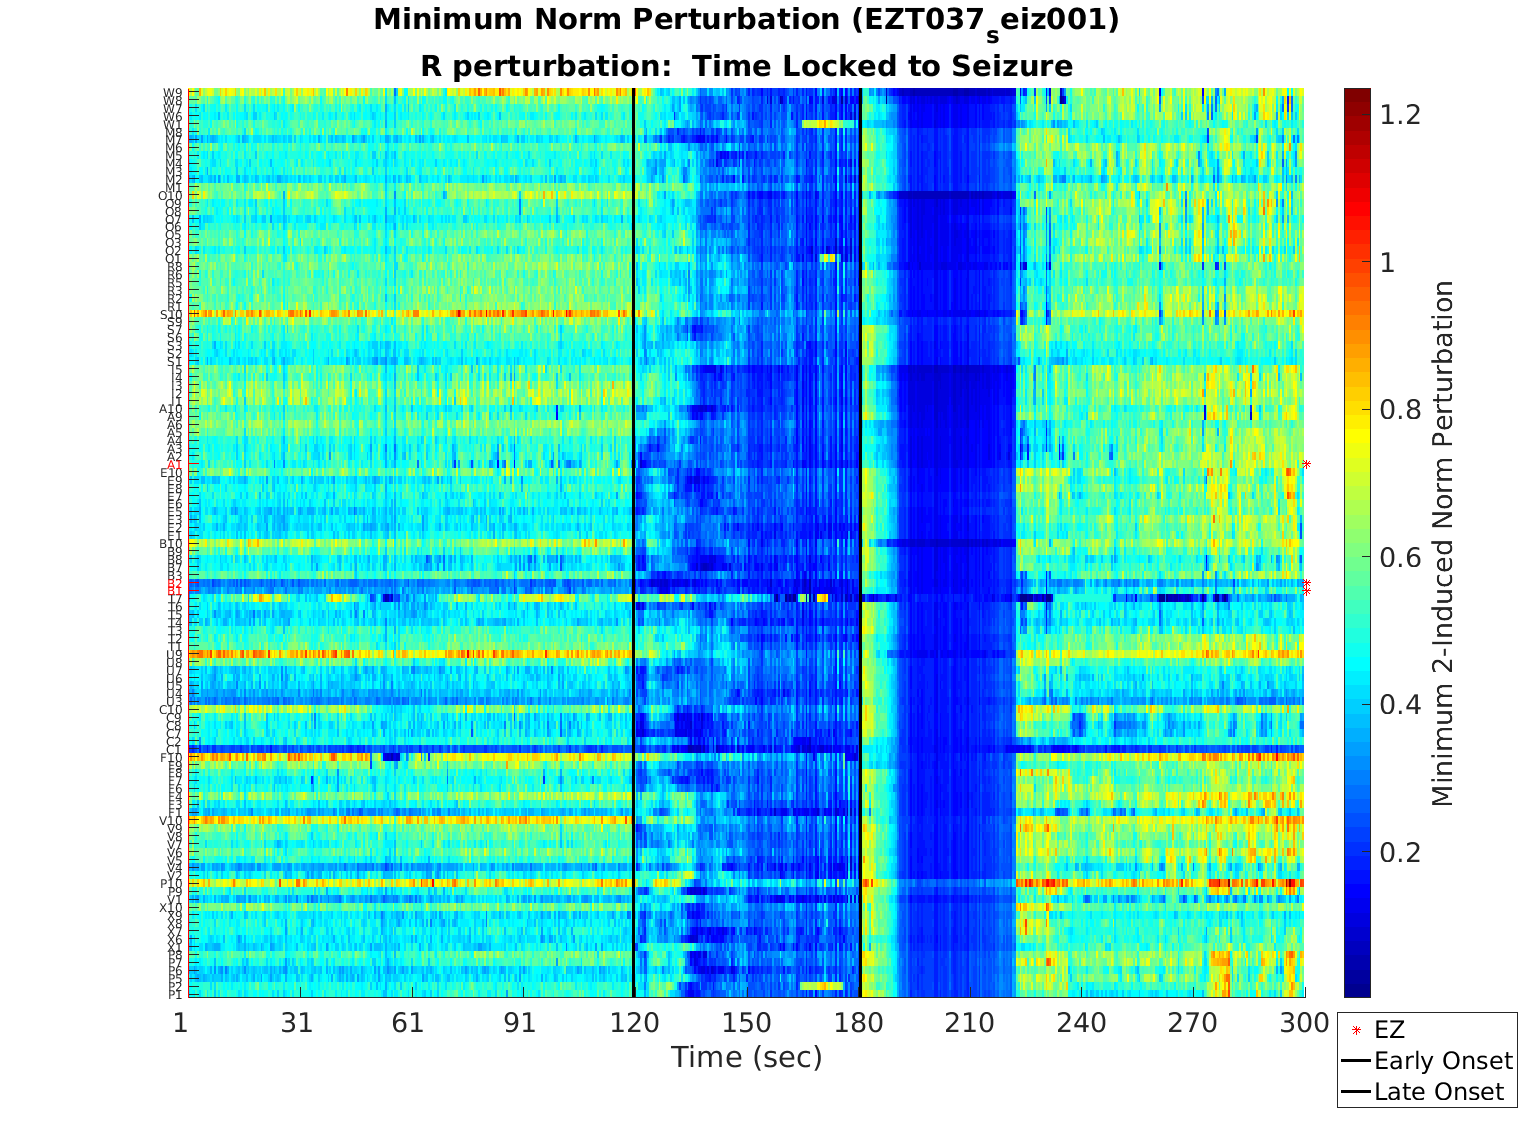 Minimum Norm Perturbation (EZT037seiz001)
R perturbation: Time Locked to Seizure
W9
W8
W6
W1
M8
M7
M6
M5
M4
M3
M2
M1
O10
O9
O8
O7
O6
O5
O3
O2
O1
R8
R6
R5
R3
R2
R1
S10
S9
S7
S6
S3
S2
S1
A10
A9
A6
A5
A4
A3
A2
A1
E10
E9
E8
E7
E6
E5
E3
E2
E1
B10
B9
B8
B7
B3
B2
B1
T7
T6
T5
T4
T3
T2
T1
U9
U8
U7
U6
U5
U4
U3
C10
C9
C8
C7
C2
C1
F10
F9
F8
F7
F6
F4
F3
F1
V10
V9
V8
V7
V6
V5
V4
V2
P10
P9
V1
X10
X9
X8
X7
X6
X1
P8
P7
P6
P5
P2
P1
1 31 61 91 120 150 180 210 240 270 300
Time (sec)
1.2
1
0.8
0.6
0.4
0.2
Minimum 2-Induced Norm Perturbation
EZ
Early Onset
Late Onset